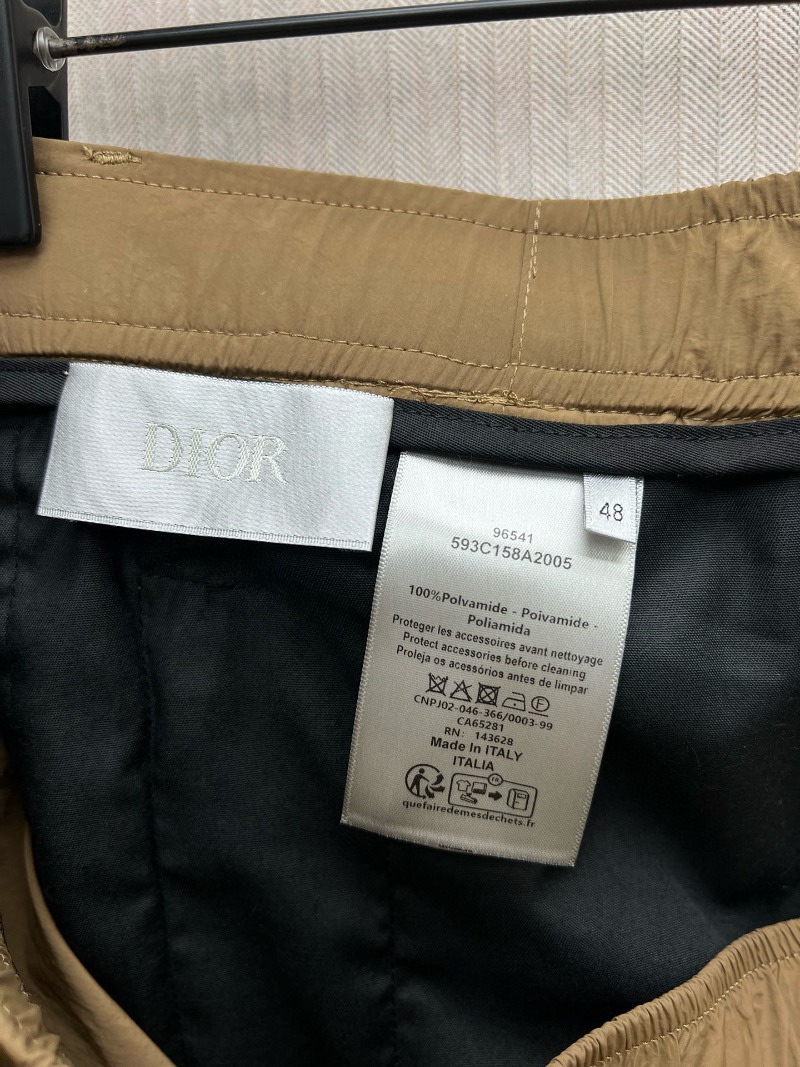 DIOR
48
96541
593C158A2005
100%Polvamide - Poivamide -
Poliamida
Proteger les accessoires avant nettoyage
Protect accessories before cleaning
Proleja os acessórios antes de limpar
CNPJ02-046-366/0003-99
CA65281
RN: 143628
Made In ITALY
ITALIA
FR
quefairedemesdechets.fr